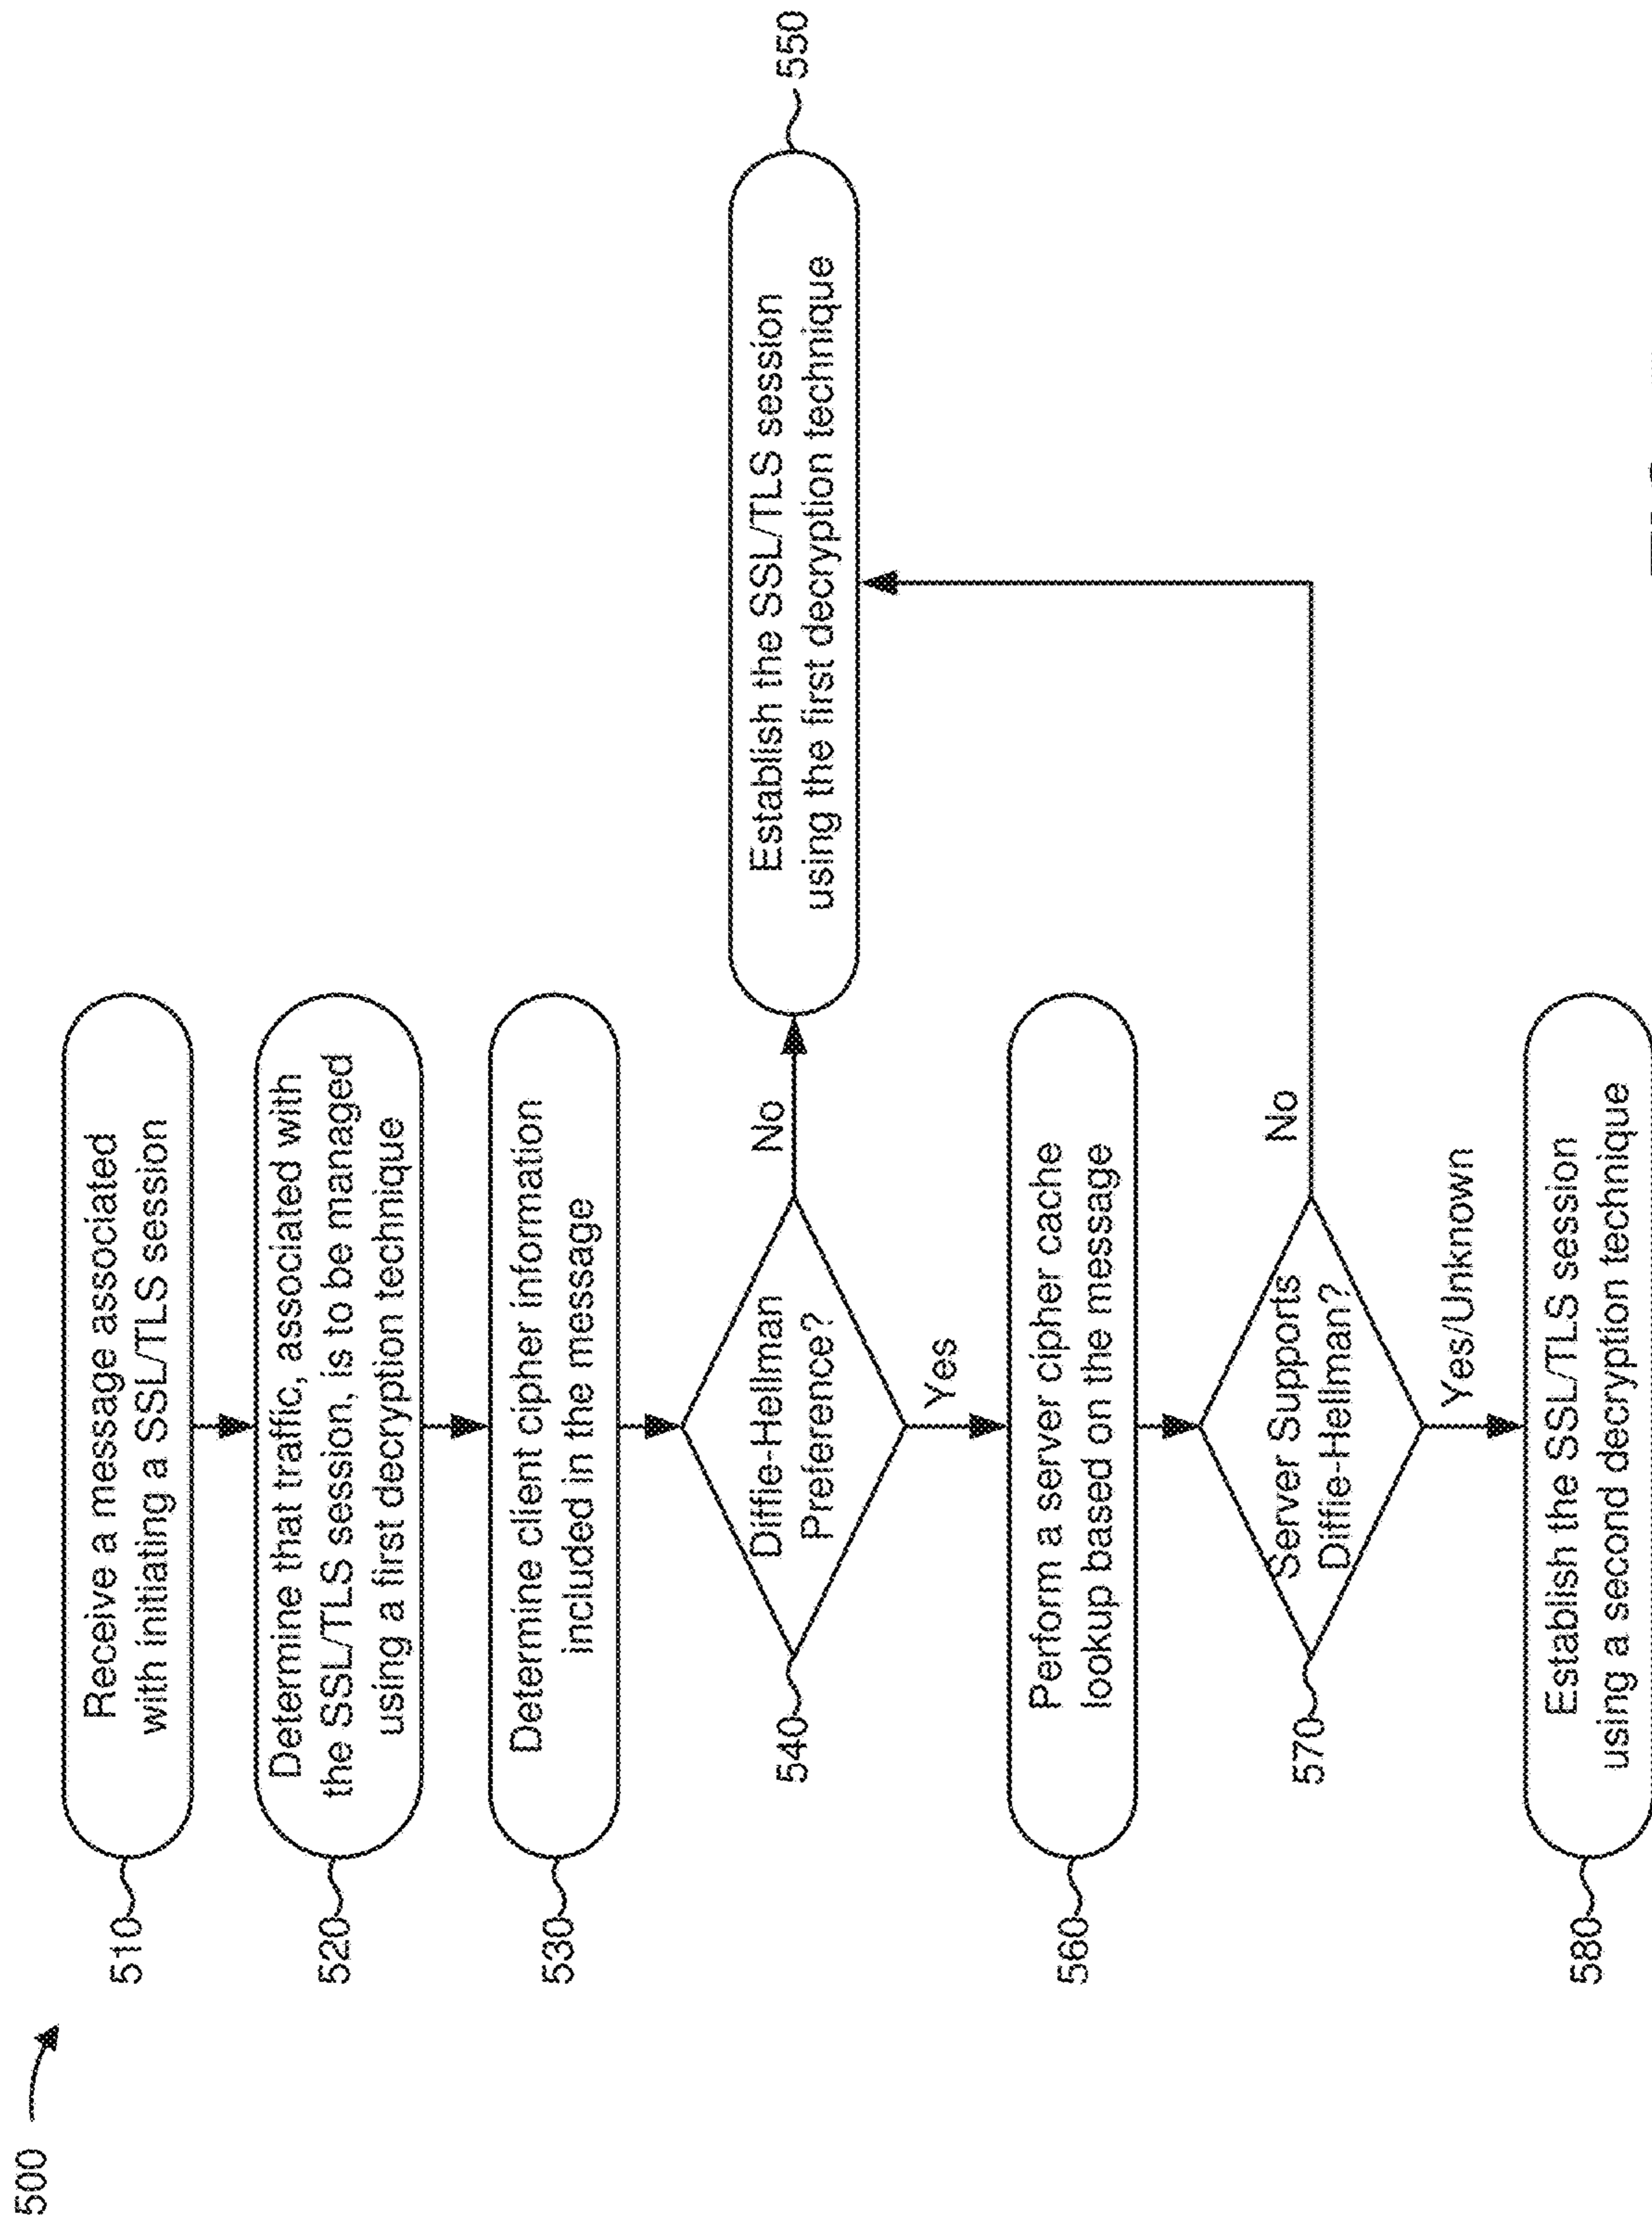 500
510
Receive a message associated
with initiating a SSL/TLS session
520
Determine that traffic, associated with
the SSL/TLS session, is to be managed
using a first decryption technique
530
Determine client cipher information
included in the message
540
Diffie-Hellman
Preference?
No
550
Establish the SSL/TLS session
using the first decryption technique
Yes
560
Perform a server cipher cache
lookup based on the message
570
Server Supports
Diffie-Hellman?
No
Yes/Unknown
580
Establish the SSL/TLS session
using a second decryption technique